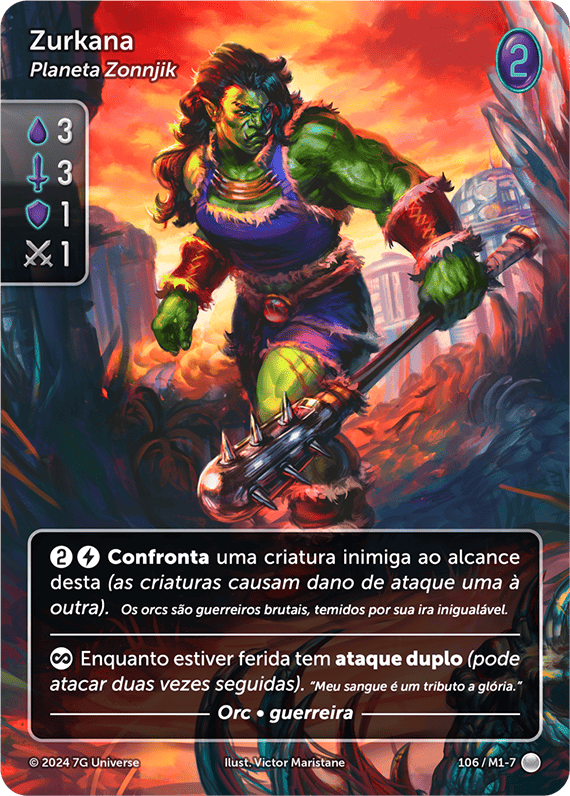 Zurkana
Planeta Zonnjik
2
3
3
1
1
2 Confronta uma criatura inimiga ao alcance
desta (as criaturas causam dano de ataque uma à
outra). Os orcs são guerreiros brutais, temidos por sua ira inigualável.
∞ Enquanto estiver ferida tem ataque duplo (pode
atacar duas vezes seguidas). “Meu sangue é um tributo a glória.”
Orc • guerreira
© 2024 7G Universe
Ilust. Victor Maristane
106 / M1-7